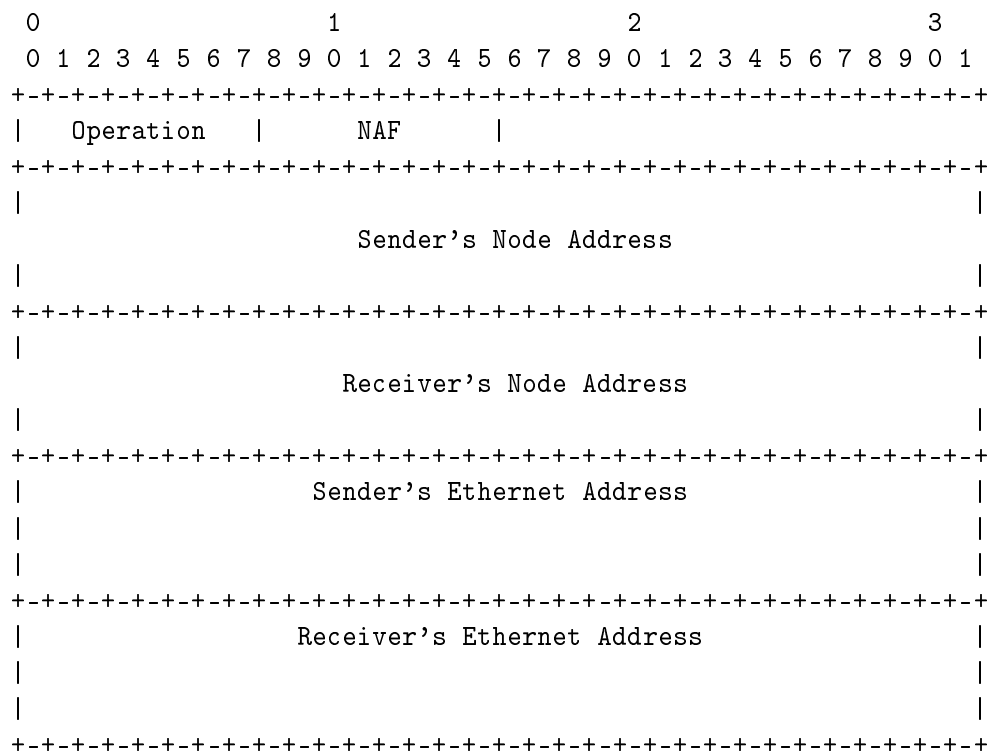 0                   1                   2                   3
 0 1 2 3 4 5 6 7 8 9 0 1 2 3 4 5 6 7 8 9 0 1 2 3 4 5 6 7 8 9 0 1
+-+-+-+-+-+-+-+-+-+-+-+-+-+-+-+-+-+-+-+-+-+-+-+-+-+-+-+-+-+-+-+-+
|   Operation   |      NAF      |
+-+-+-+-+-+-+-+-+-+-+-+-+-+-+-+-+-+-+-+-+-+-+-+-+-+-+-+-+-+-+-+-+
|                                                               |
                       Sender's Node Address
|                                                               |
+-+-+-+-+-+-+-+-+-+-+-+-+-+-+-+-+-+-+-+-+-+-+-+-+-+-+-+-+-+-+-+-+
|                                                               |
                      Receiver's Node Address
|                                                               |
+-+-+-+-+-+-+-+-+-+-+-+-+-+-+-+-+-+-+-+-+-+-+-+-+-+-+-+-+-+-+-+-+
|                   Sender's Ethernet Address                   |
|                                                               |
|                                                               |
+-+-+-+-+-+-+-+-+-+-+-+-+-+-+-+-+-+-+-+-+-+-+-+-+-+-+-+-+-+-+-+-+
|                  Receiver's Ethernet Address                  |
|                                                               |
|                                                               |
+-+-+-+-+-+-+-+-+-+-+-+-+-+-+-+-+-+-+-+-+-+-+-+-+-+-+-+-+-+-+-+-+